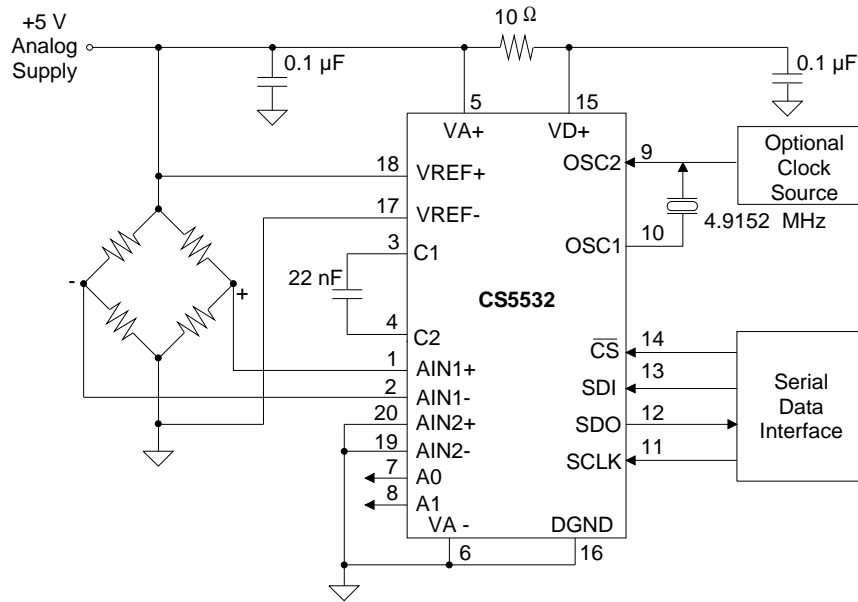 +5 V
Analog
Supply
10 Ω
0.1 µF
0.1 µF
5
15
VA+
VD+
18
VREF+
OSC2
9
Optional
Clock
Source
17
VREF-
3
C1
OSC1
10
4.9152 MHz
22 nF
CS5532
-
+
4
C2
1
AIN1+
CS
14
2
AIN1-
SDI
13
20
AIN2+
SDO
12
19
AIN2-
SCLK
11
Serial
Data
Interface
7
A0
8
A1
VA -
DGND
6
16